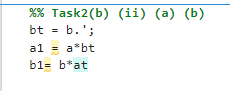 %% Task2(b) (ii) (a) (b)
bt = b.';
a1 = a*bt
b1= b*at